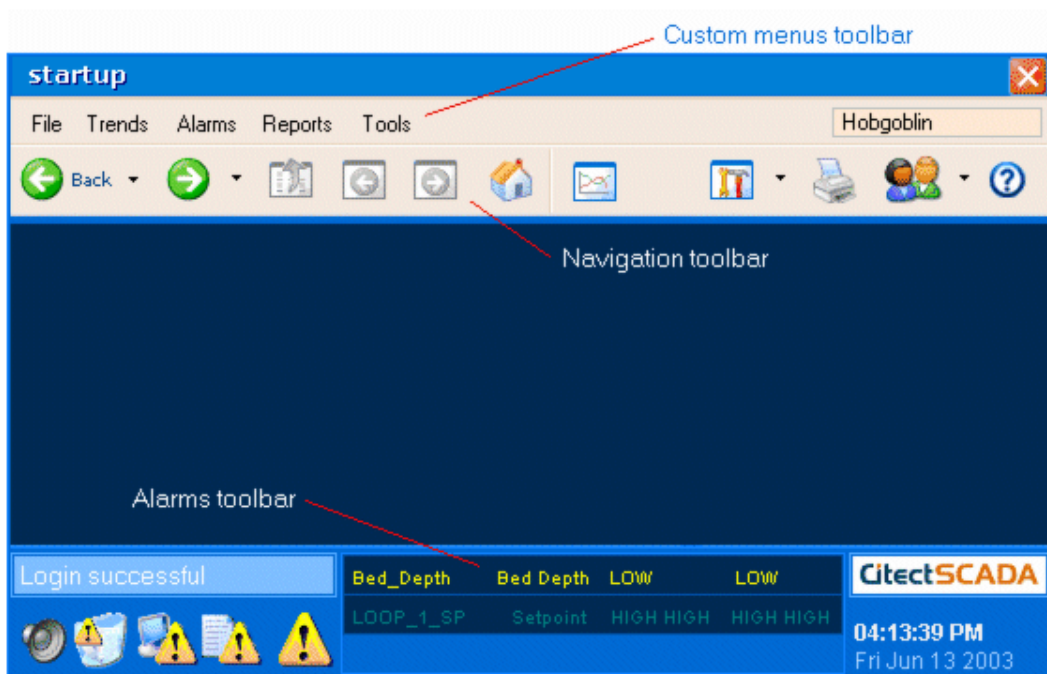 Custom menus toolbar
startup
File Trends Alarms Reports Tools Hobgoblin
Back
Navigation toolbar
Alarms toolbar
Login successful
Bed_Depth Bed Depth LOW LOW
CitectSCADA
LOOP_1_SP Setpoint HIGH HIGH HIGH HIGH
04:13:39 PM
Fri Jun 13 2003